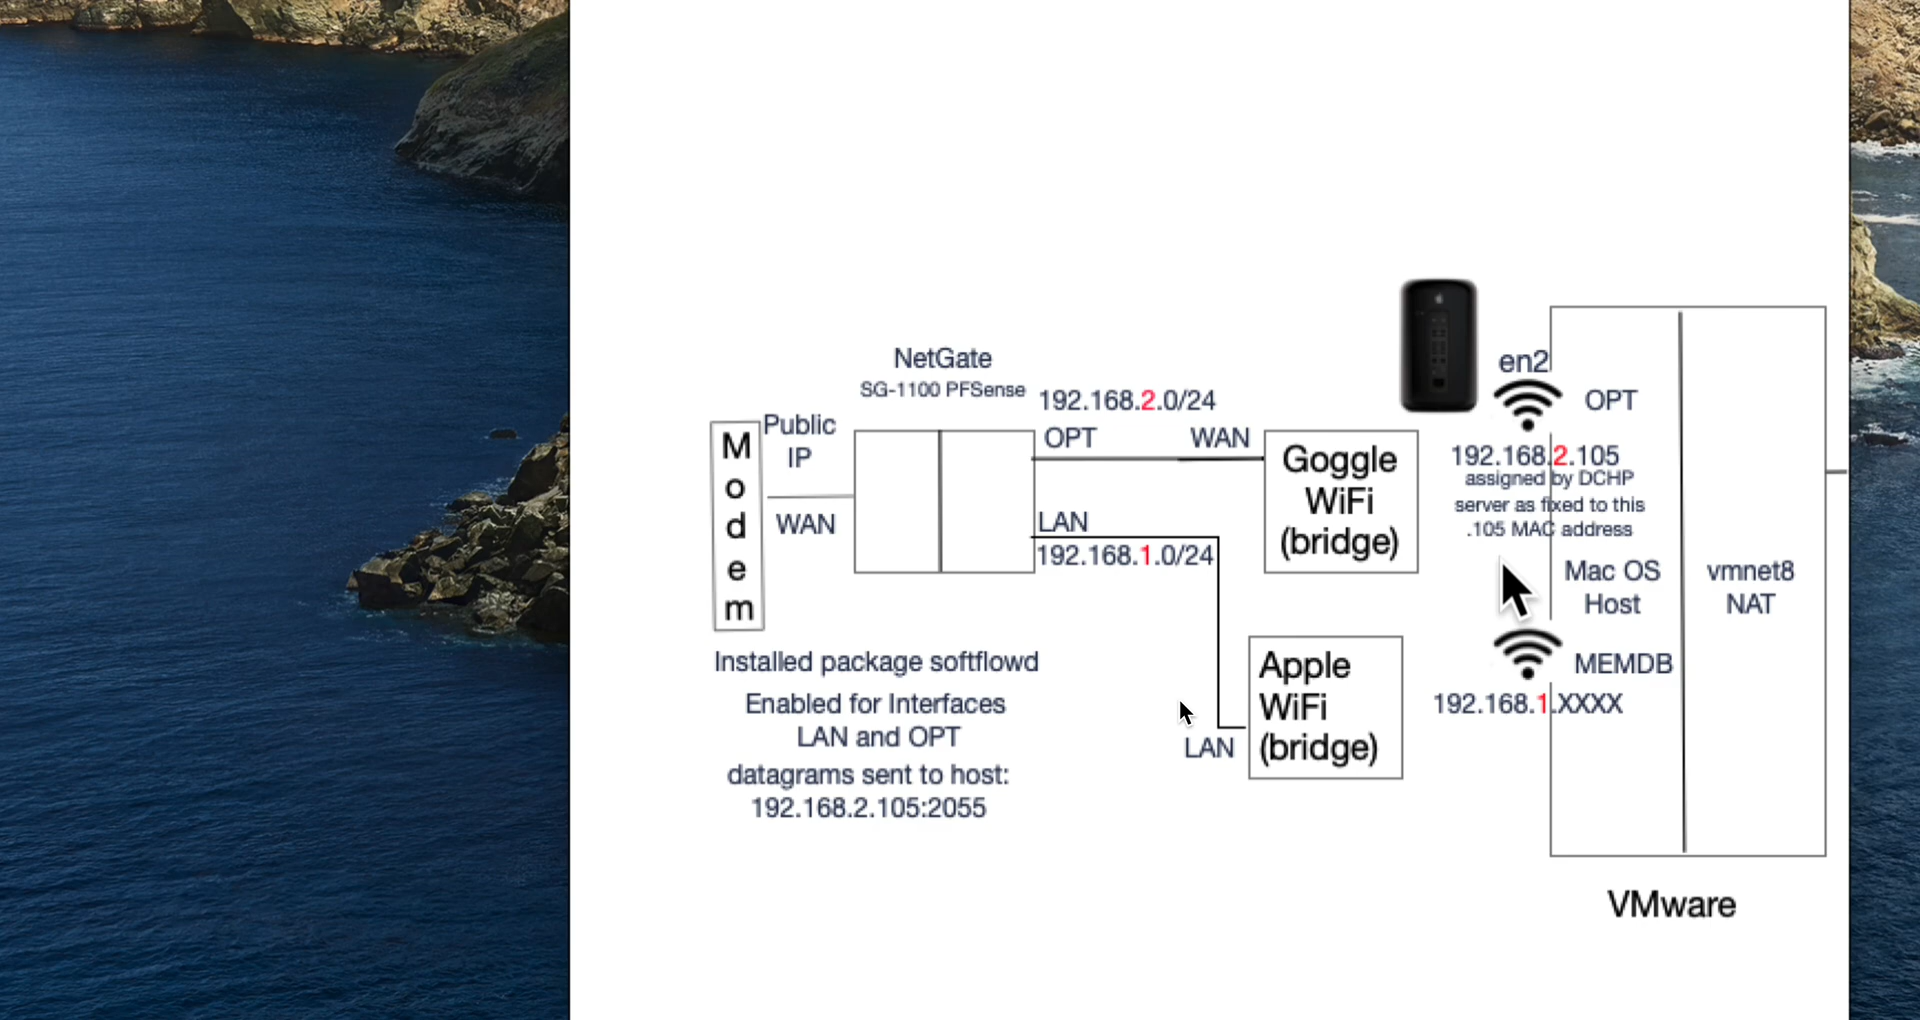 NetGate
SG-1100 PFSense
Public
IP
WAN
Modem
192.168.2.0/24
OPT
WAN
LAN
192.168.1.0/24
Goggle
WiFi
(bridge)
Apple
WiFi
(bridge)
LAN
en2
OPT
192.168.2.105
assigned by DCHP
server as fixed to this
.105 MAC address
Mac OS
Host
vmnet8
NAT
MEMDB
192.168.1.XXXX
Installed package softflowd
Enabled for Interfaces
LAN and OPT
datagrams sent to host:
192.168.2.105:2055
VMware